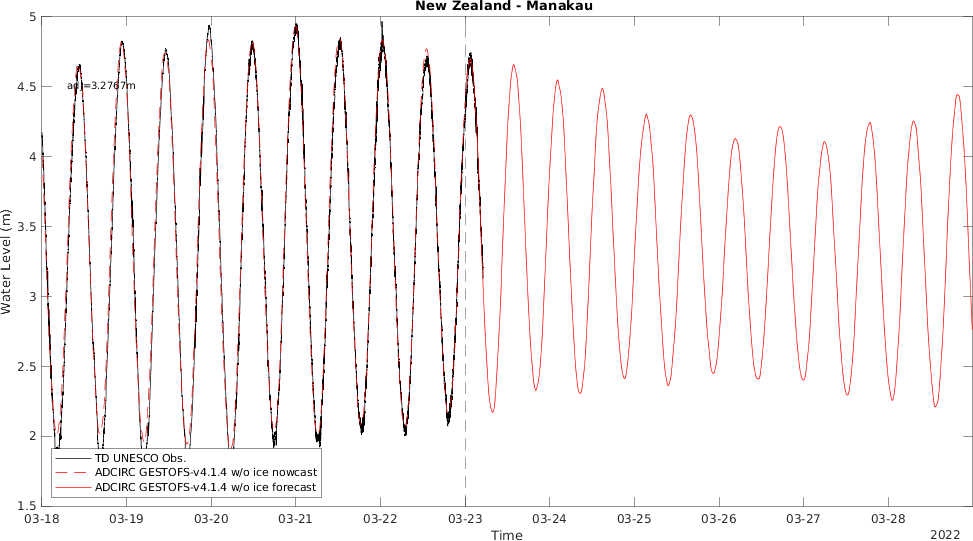 New Zealand - Manakau
5
4.5
4
3.5
3
2.5
2
1.5
Water Level (m)
adj=3.2767m
TD UNESCO Obs.
ADCIRC GESTOFS-v4.1.4 w/o ice nowcast
ADCIRC GESTOFS-v4.1.4 w/o ice forecast
03-18 03-19 03-20 03-21 03-22 03-23 03-24 03-25 03-26 03-27 03-28
Time
2022